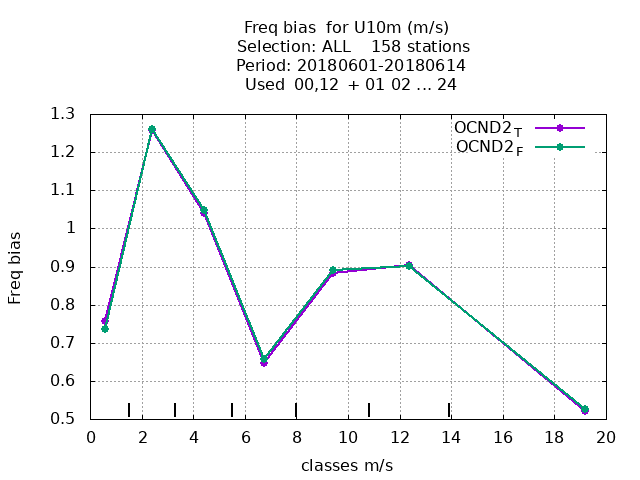 Freq bias  for U10m (m/s)
Selection: ALL    158 stations
Period: 20180601-20180614
Used  00,12  + 01 02 ... 24
OCND2T
OCND2F
1.3
1.2
1.1
1
0.9
0.8
0.7
0.6
0.5
Freq bias
0 2 4 6 8 10 12 14 16 18 20
classes m/s